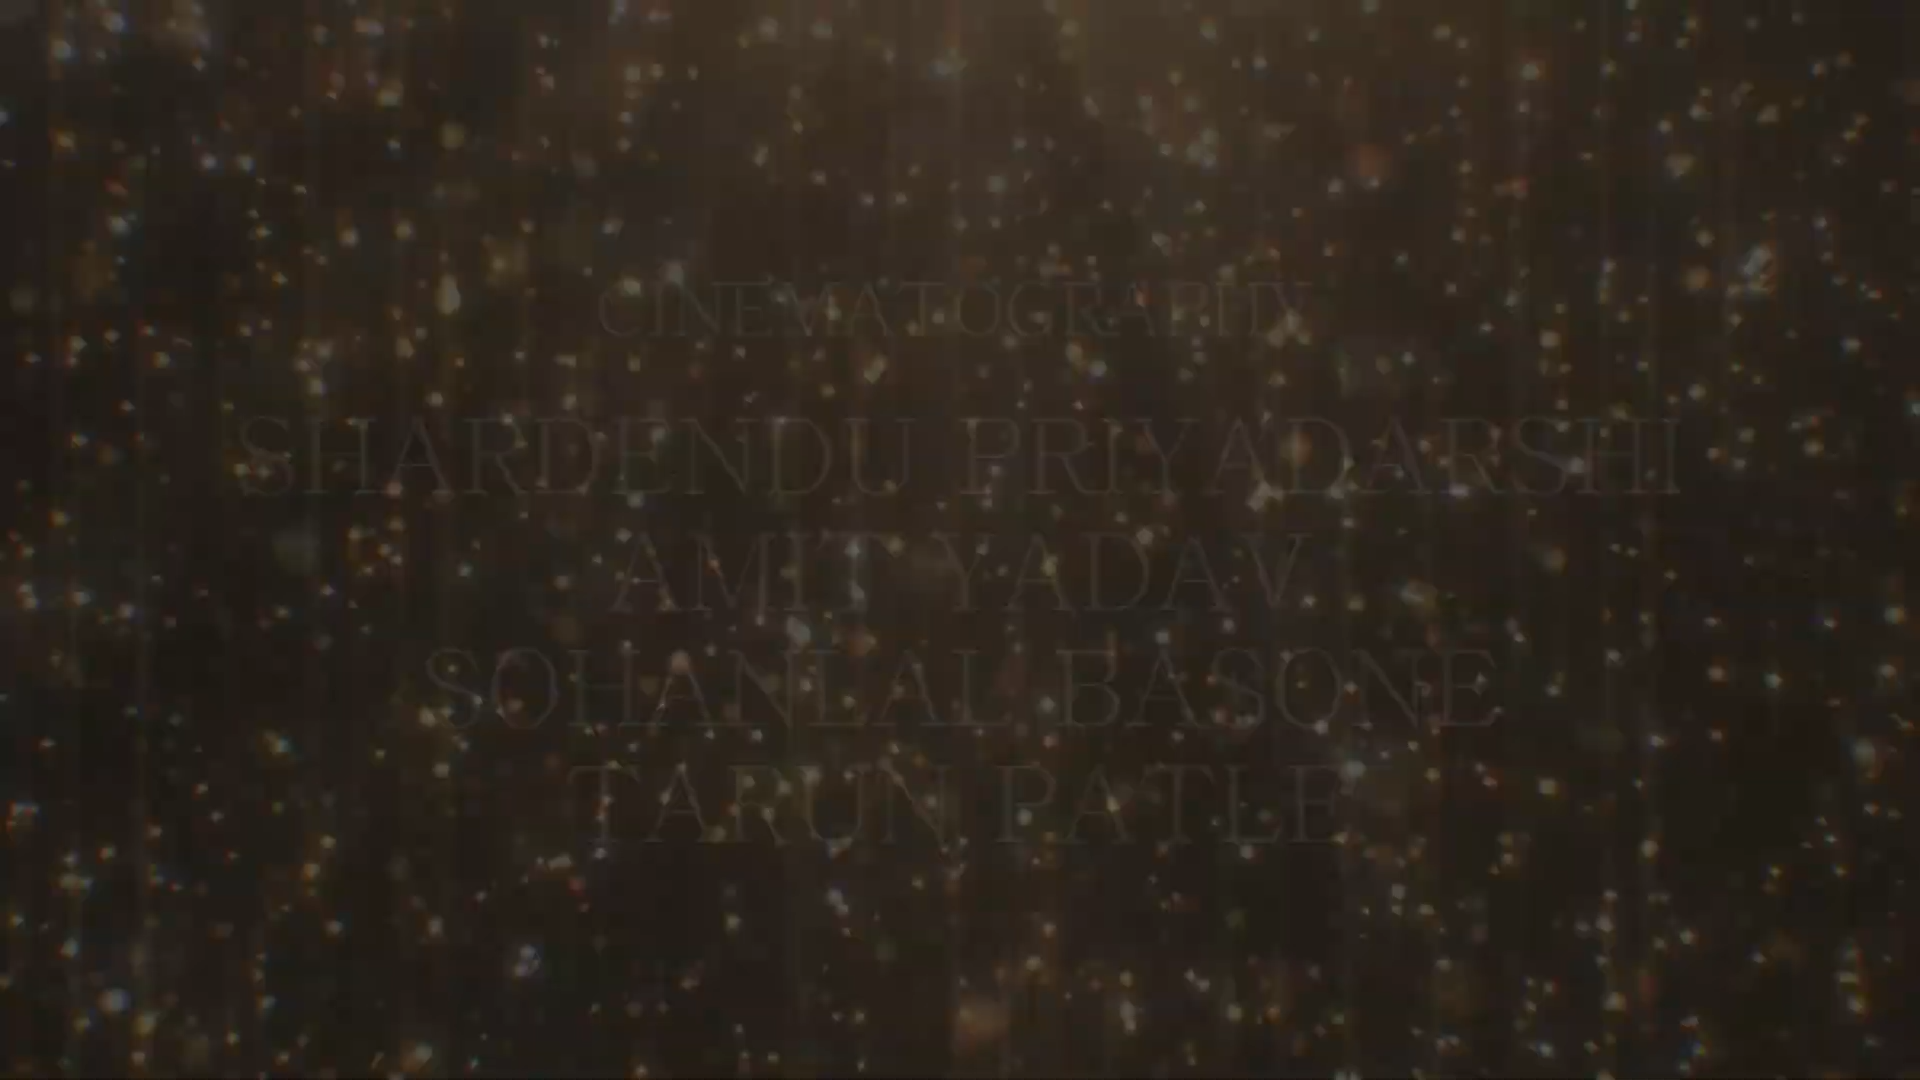 CINEMATOGRAPHY
SHARDENDU PRIYADARSHI
AMIT YADAV
SOHANLAL BASONE
TARUN PATLE